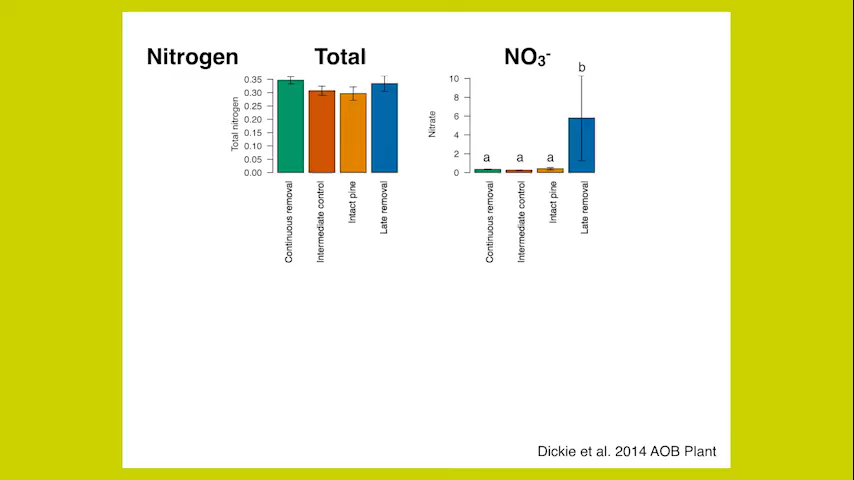 Nitrogen
Total
NO3-
Total nitrogen
0.35
0.30
0.25
0.20
0.15
0.10
0.05
0.00
Continuous removal
Intermediate control
Intact pine
Late removal
Nitrate
10
8
6
4
2
0
a
a
a
b
Continuous removal
Intermediate control
Intact pine
Late removal
Dickie et al. 2014 AOB Plant